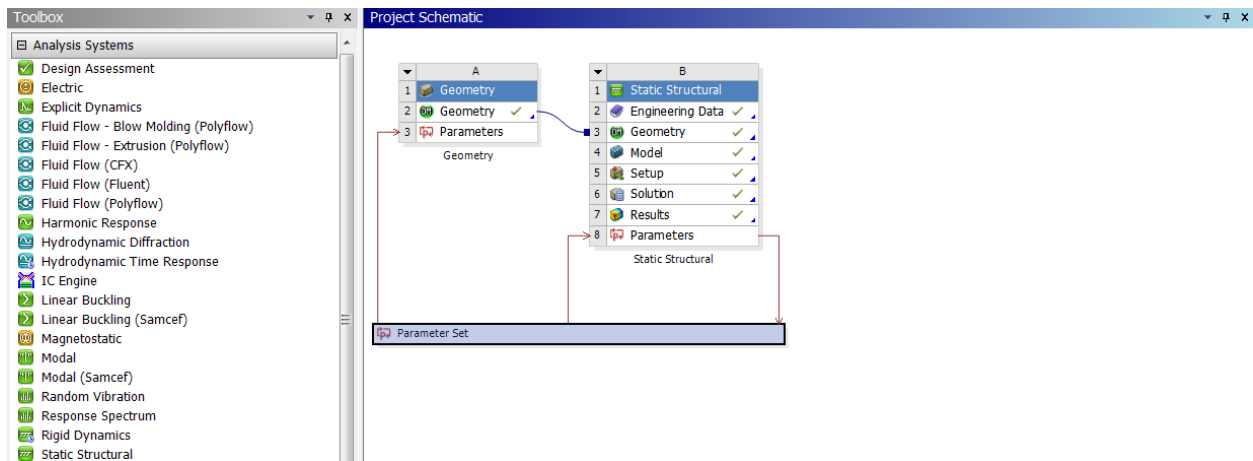 Toolbox
Analysis Systems
Design Assessment
Electric
Explicit Dynamics
Fluid Flow - Blow Molding (Polyflow)
Fluid Flow - Extrusion (Polyflow)
Fluid Flow (CFX)
Fluid Flow (Fluent)
Fluid Flow (Polyflow)
Harmonic Response
Hydrodynamic Diffraction
Hydrodynamic Time Response
IC Engine
Linear Buckling
Linear Buckling (Samcef)
Magnetostatic
Modal
Modal (Samcef)
Random Vibration
Response Spectrum
Rigid Dynamics
Static Structural
Project Schematic
A
1 Geometry
2 Geometry
3 Parameters
Geometry
B
1 Static Structural
2 Engineering Data
3 Geometry
4 Model
5 Setup
6 Solution
7 Results
8 Parameters
Static Structural
Parameter Set